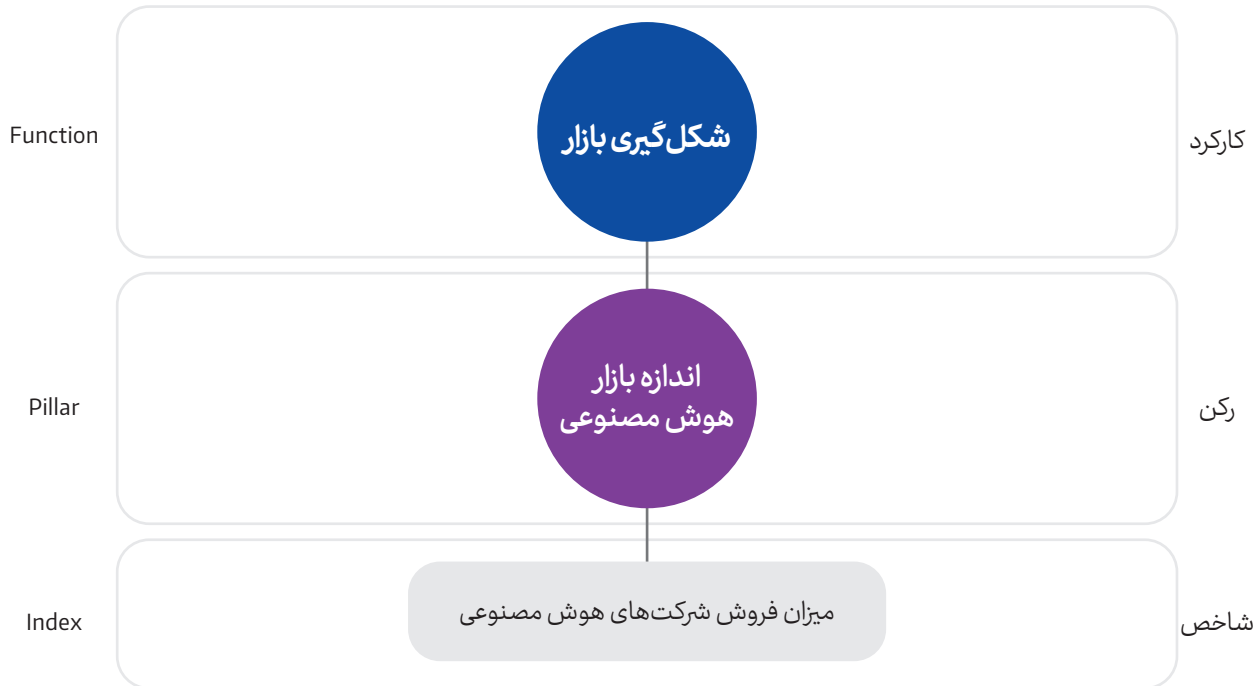 کارکرد
شکل‌گیری بازار
Function
رکن
اندازه بازار
هوش مصنوعی
Pillar
شاخص
میزان فروش شرکت‌های هوش مصنوعی
Index